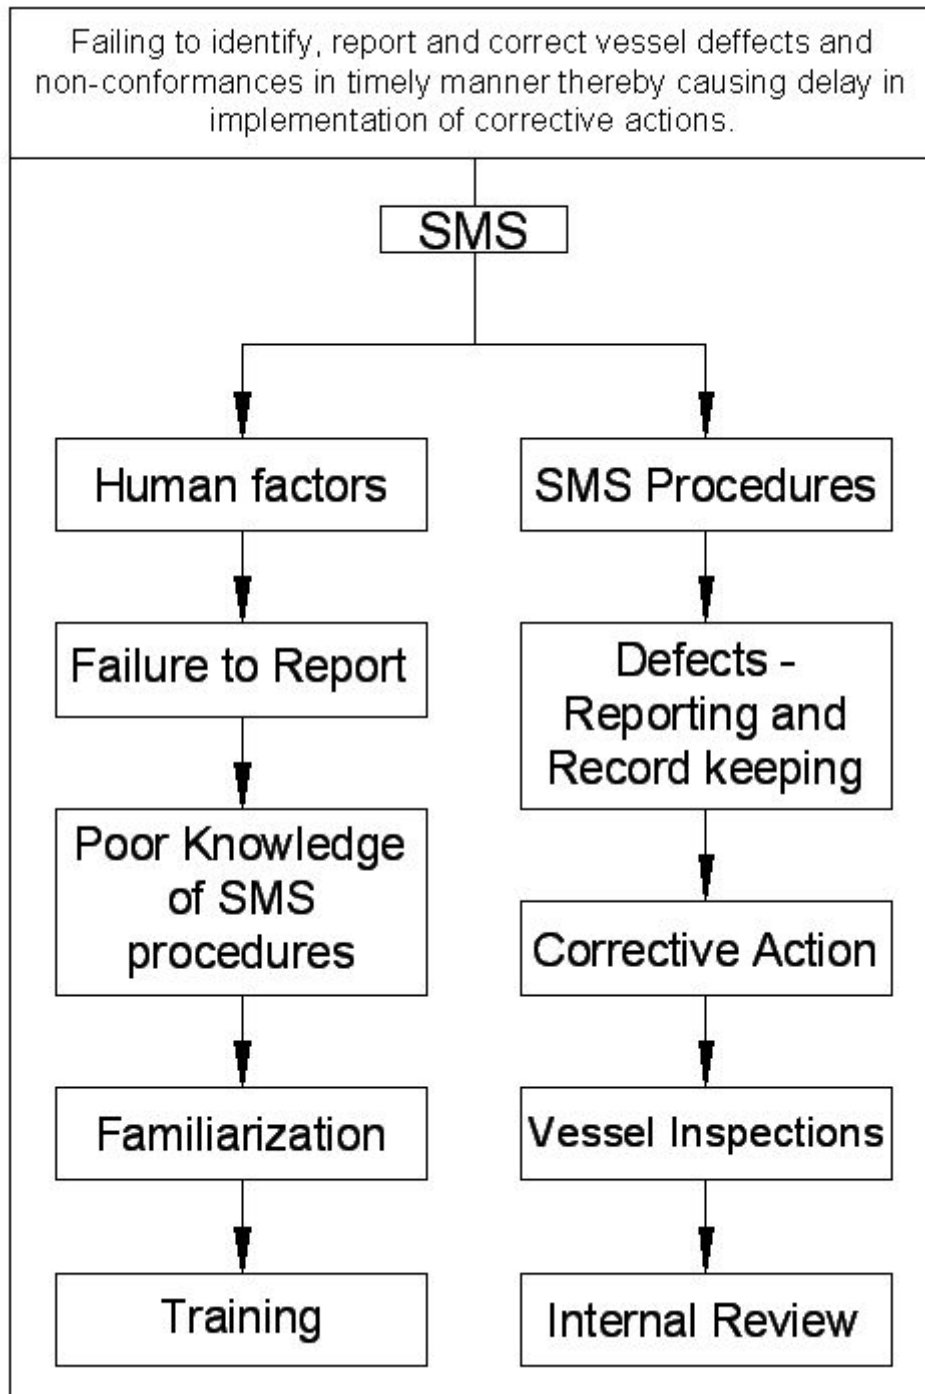 Failing to identify, report and correct vessel deffects and
non-conformances in timely manner thereby causing delay in
implementation of corrective actions.
SMS
Human factors
Failure to Report
Poor Knowledge
of SMS
procedures
Familiarization
Training
SMS Procedures
Defects -
Reporting and
Record keeping
Corrective Action
Vessel Inspections
Internal Review